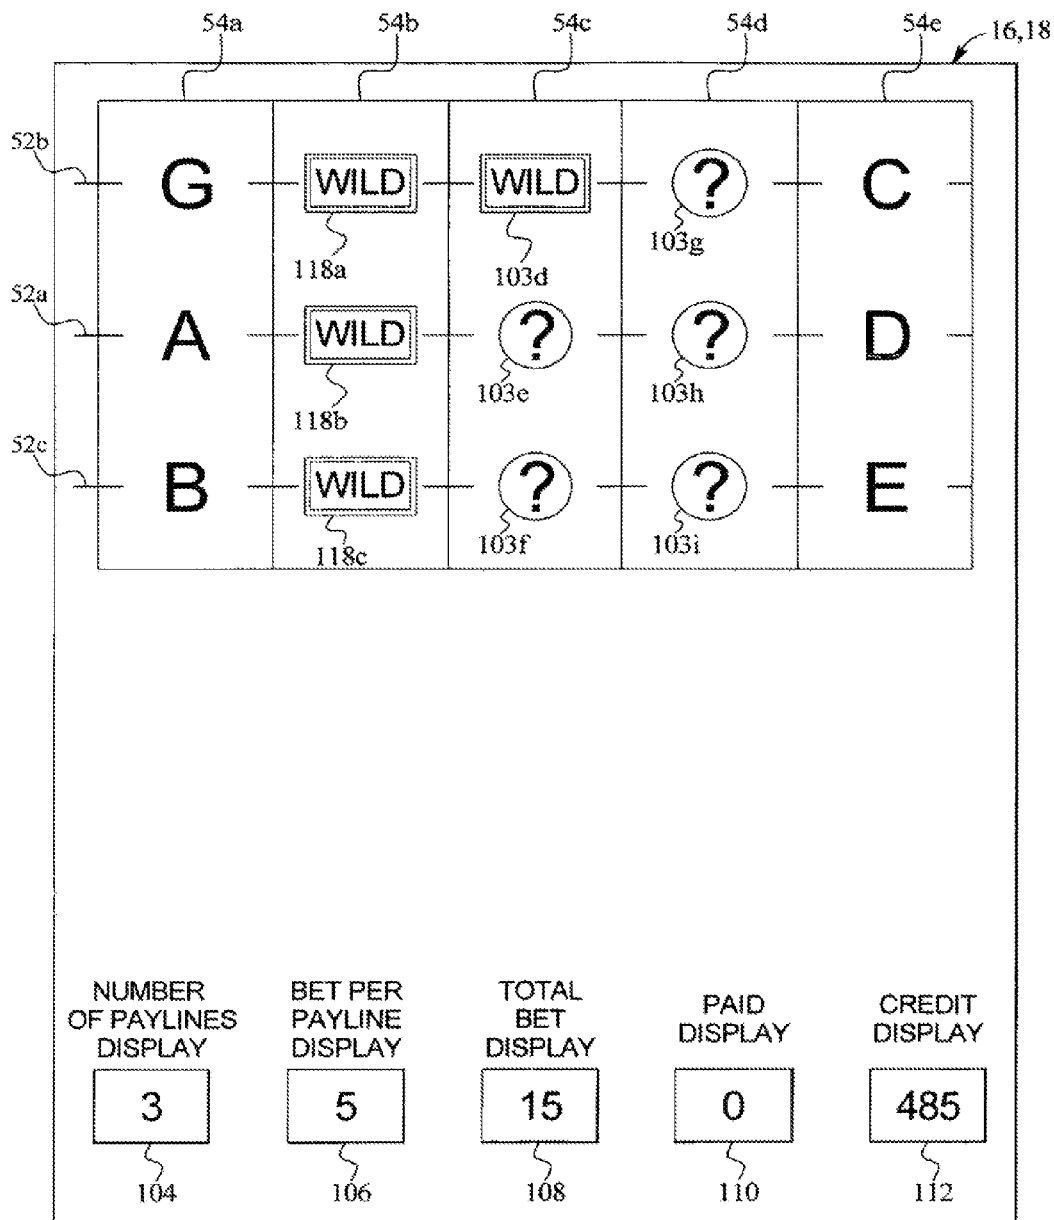 54a 54b 54c 54d 54e
16,18
52b G WILD WILD ? C
118a 103d 103g
52a A WILD ? ? D
118b 103e 103h
52c B WILD ? ? E
118c 103f 103i
NUMBER OF PAYLINES DISPLAY
3
104
BET PER PAYLINE DISPLAY
5
106
TOTAL BET DISPLAY
15
108
PAID DISPLAY
0
110
CREDIT DISPLAY
485
112